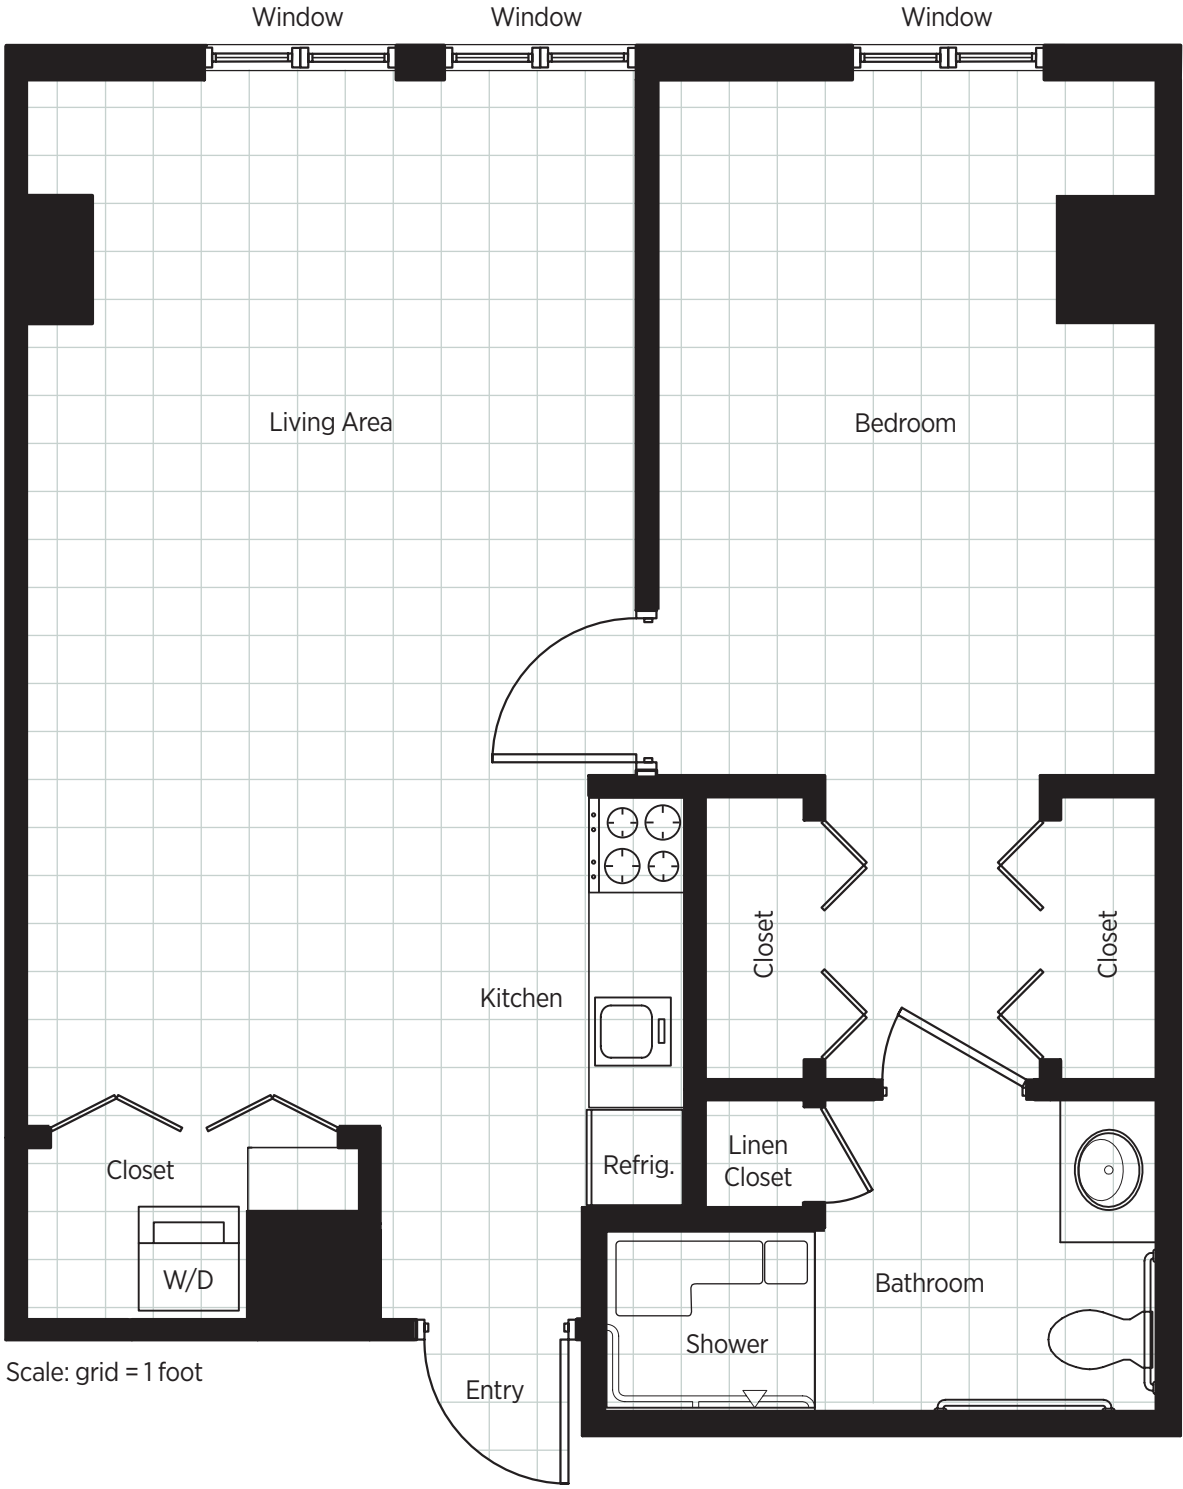 Window
Window
Window
Living Area
Bedroom
Closet
Closet
Kitchen
Linen
Closet
Refrig.
Closet
W/D
Bathroom
Shower
Scale: grid = 1 foot
Entry